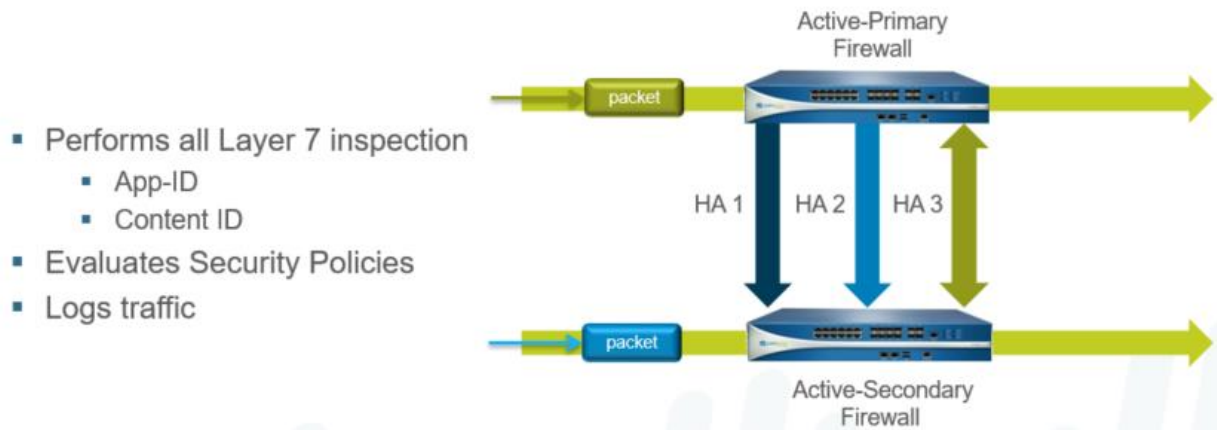 Active-Primary
Firewall
packet
Performs all Layer 7 inspection
App-ID
Content ID
Evaluates Security Policies
Logs traffic
HA 1
HA 2
HA 3
packet
Active-Secondary
Firewall